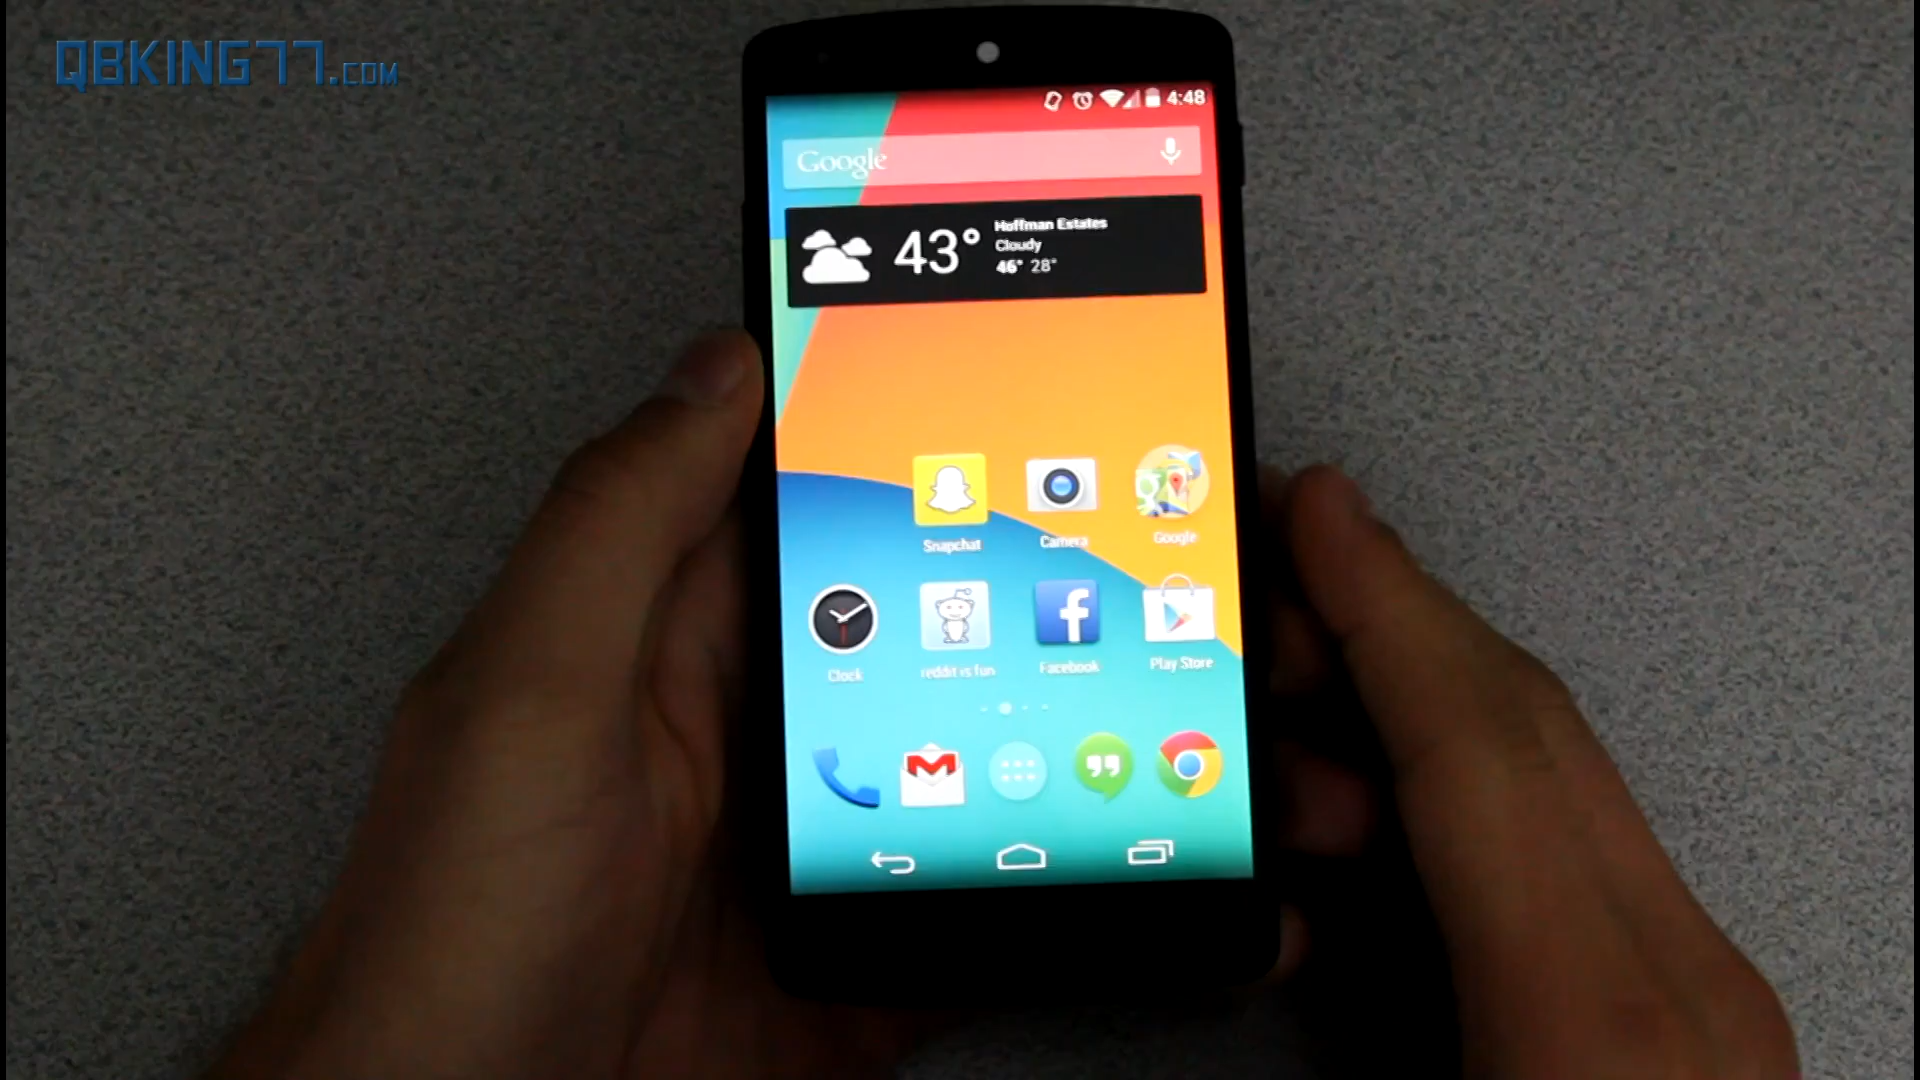 QBKING77.COM
4:48
Google
43°
Hoffman Estates
Cloudy
46° 28°
Snapchat
Camera
Google
Clock
reddit is fun
Facebook
Play Store